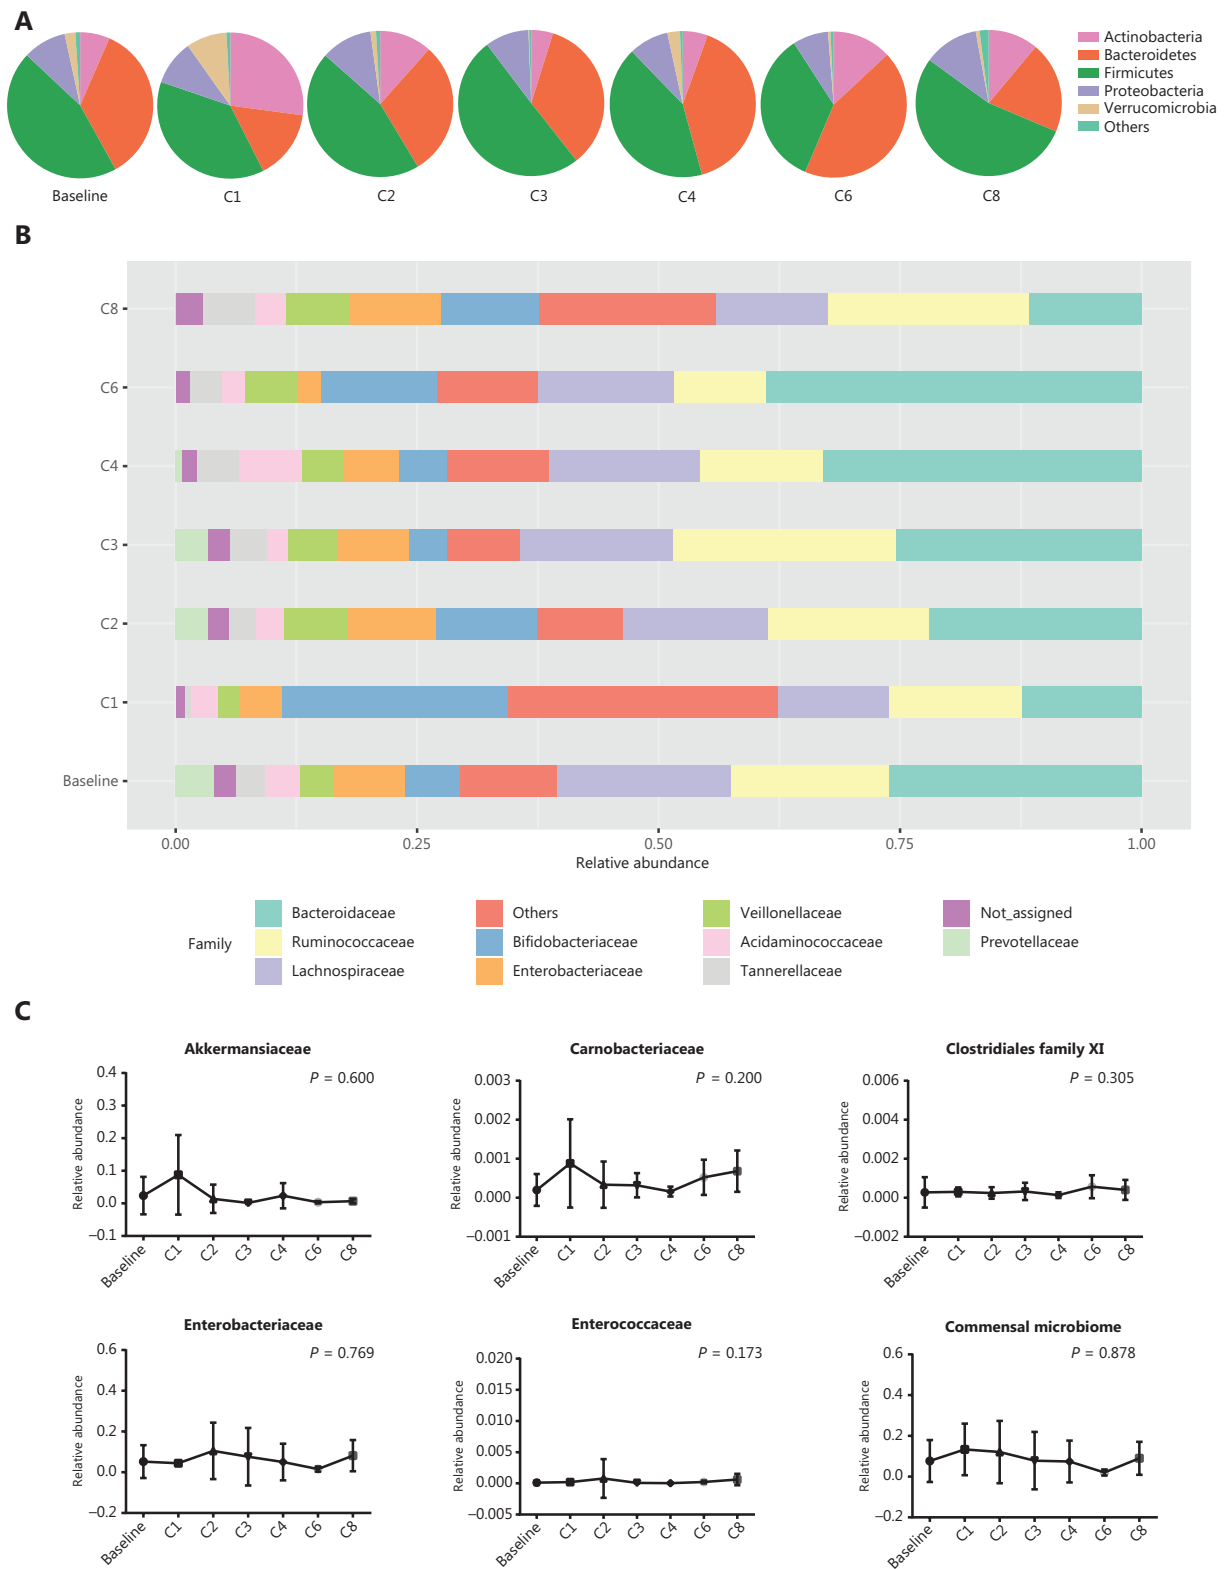 A
Actinobacteria
Bacteroidetes
Firmicutes
Proteobacteria
Verrucomicrobia
Others
Baseline C1 C2 C3 C4 C6 C8
B
C8
C6
C4
C3
C2
C1
Baseline
0.00 0.25 0.50 0.75 1.00
Relative abundance
Family
Bacteroidaceae Others Veillonellaceae Not_assigned
Ruminococcaceae Bifidobacteriaceae Acidaminococcaceae Prevotellaceae
Lachnospiraceae Enterobacteriaceae Tannerellaceae
C
Akkermansiaceae
P = 0.600
Relative abundance
0.4
0.3
0.2
0.1
0.0
−0.1
Baseline C1 C2 C3 C4 C6 C8
Carnobacteriaceae
P = 0.200
Relative abundance
0.003
0.002
0.001
0.000
−0.001
Baseline C1 C2 C3 C4 C6 C8
Clostridiales family XI
P = 0.305
Relative abundance
0.006
0.004
0.002
0.000
−0.002
Baseline C1 C2 C3 C4 C6 C8
Enterobacteriaceae
P = 0.769
Relative abundance
0.6
0.4
0.2
0.0
−0.2
Baseline C1 C2 C3 C4 C6 C8
Enterococcaceae
P = 0.173
Relative abundance
0.020
0.015
0.010
0.005
0.000
−0.005
Baseline C1 C2 C3 C4 C6 C8
Commensal microbiome
P = 0.878
Relative abundance
0.6
0.4
0.2
0.0
−0.2
Baseline C1 C2 C3 C4 C6 C8